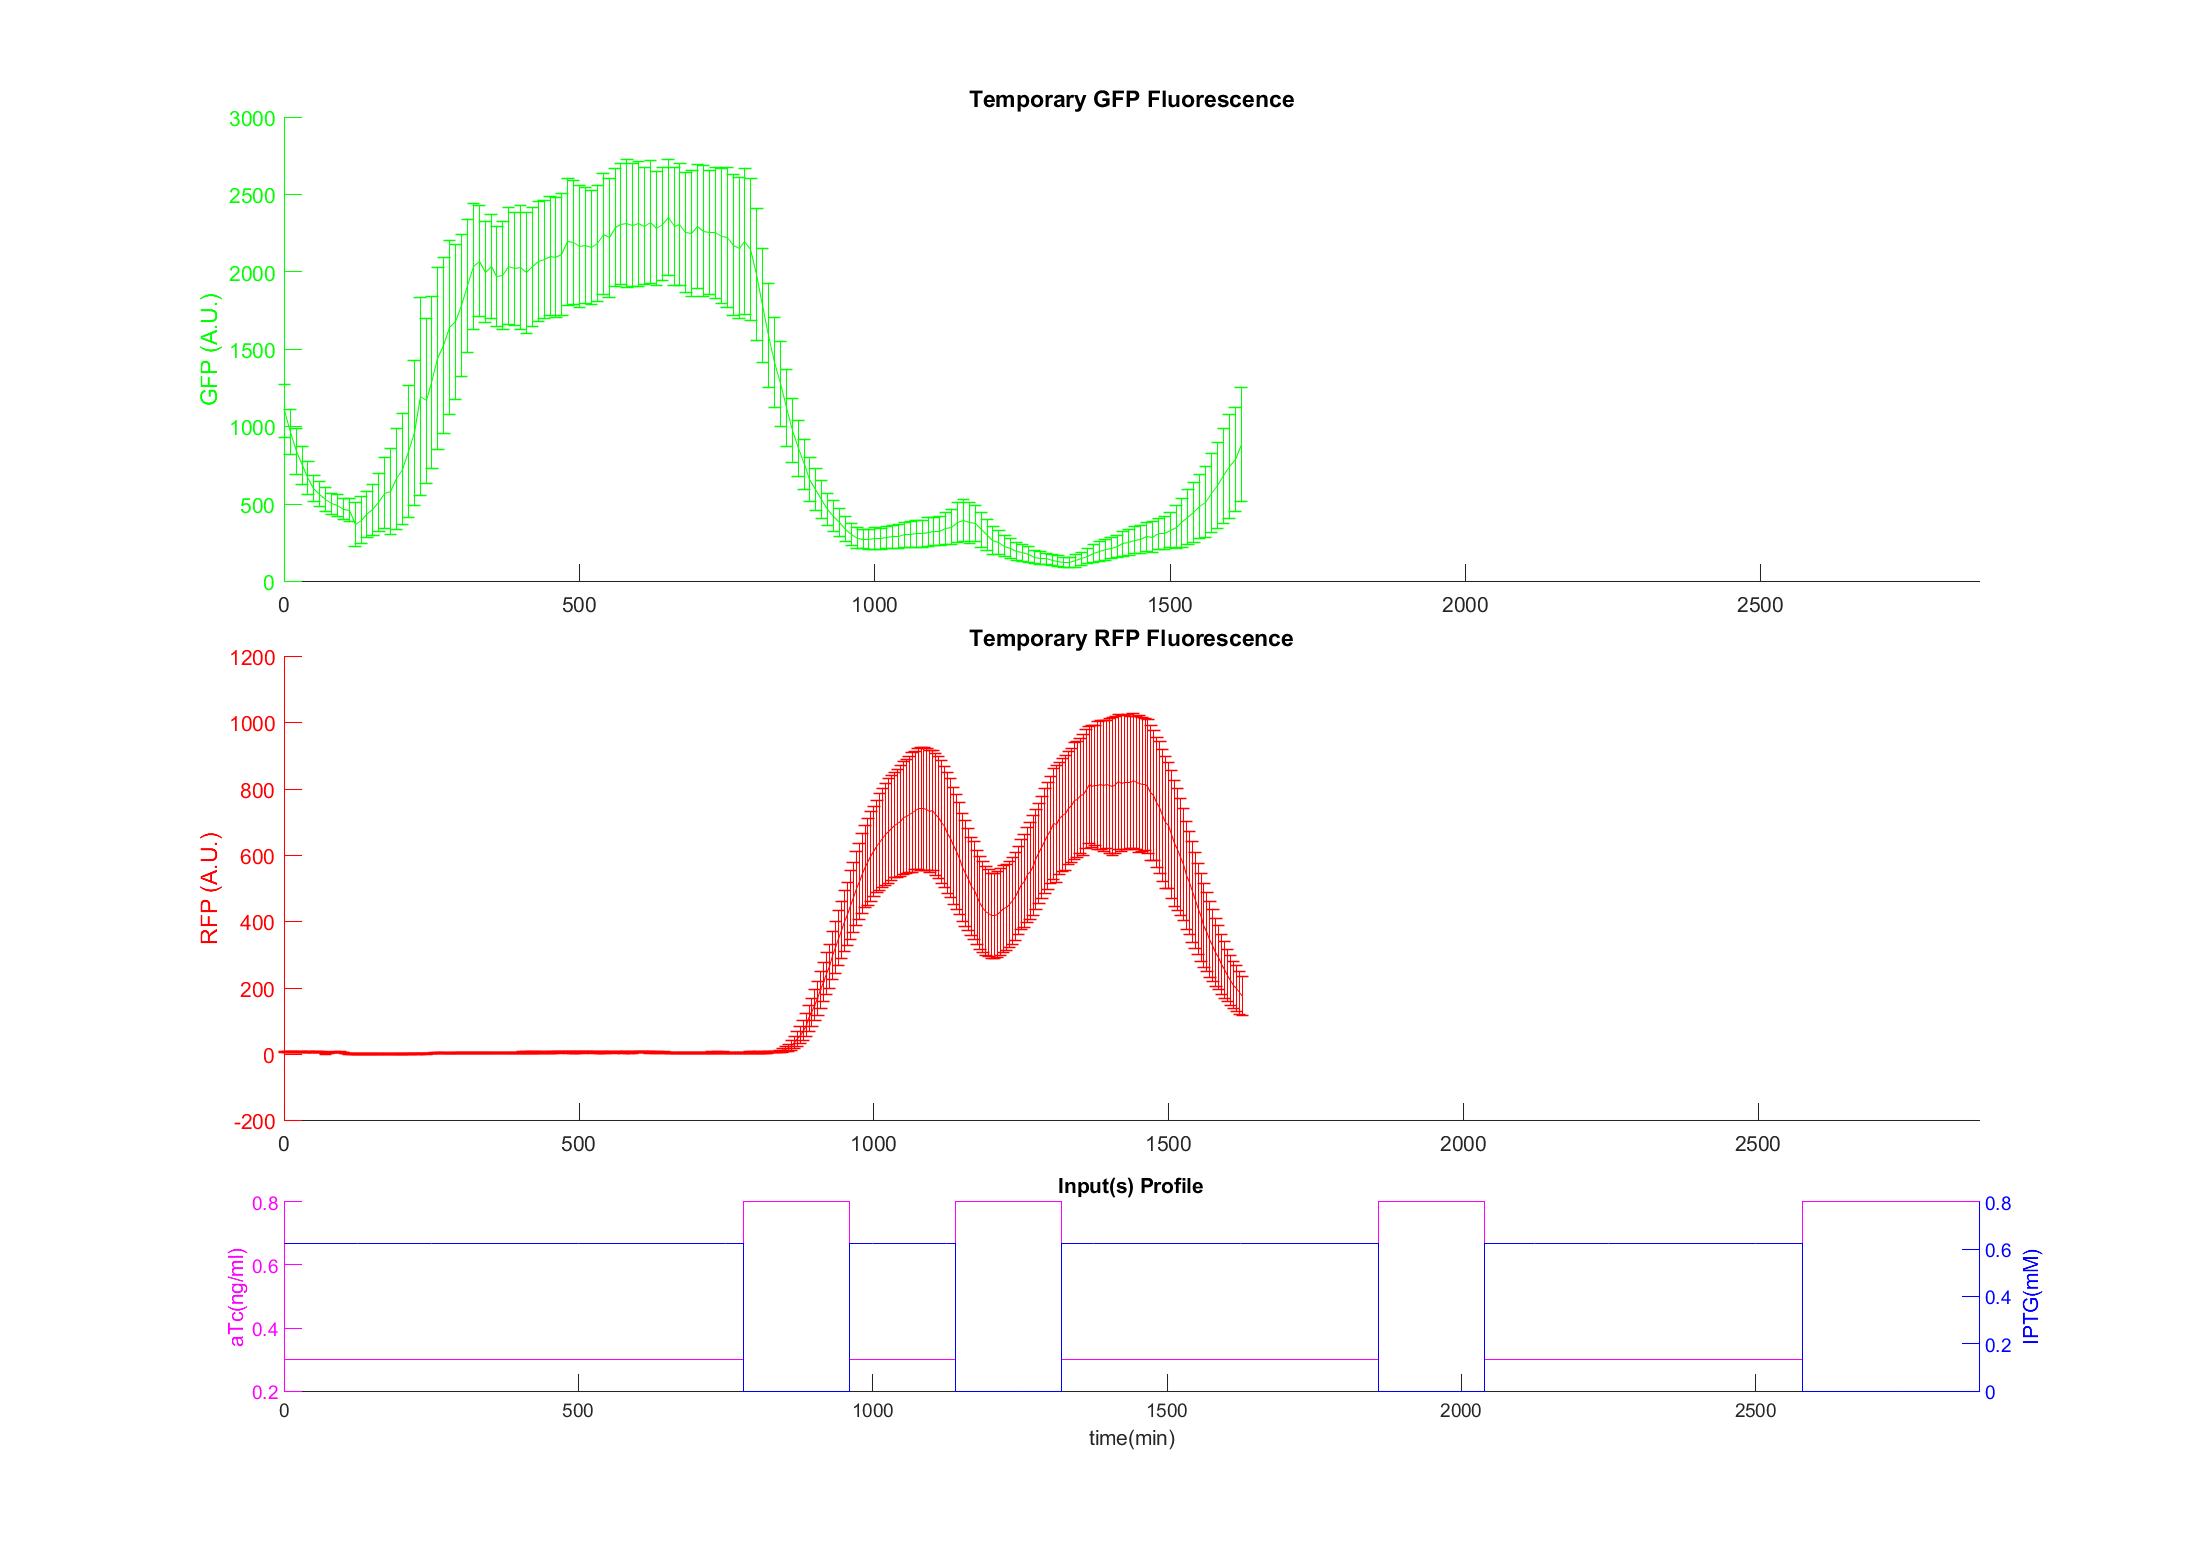 Temporary GFP Fluorescence
3000
2500
2000
1500
1000
500
0
GFP (A.U.)
0 500 1000 1500 2000 2500
Temporary RFP Fluorescence
1200
1000
800
600
400
200
0
-200
RFP (A.U.)
0 500 1000 1500 2000 2500
Input(s) Profile
0.8
0.6
0.4
0.2
aTc(ng/ml)
0.8
0.6
0.4
0.2
0
IPTG(mM)
0 500 1000 1500 2000 2500
time(min)